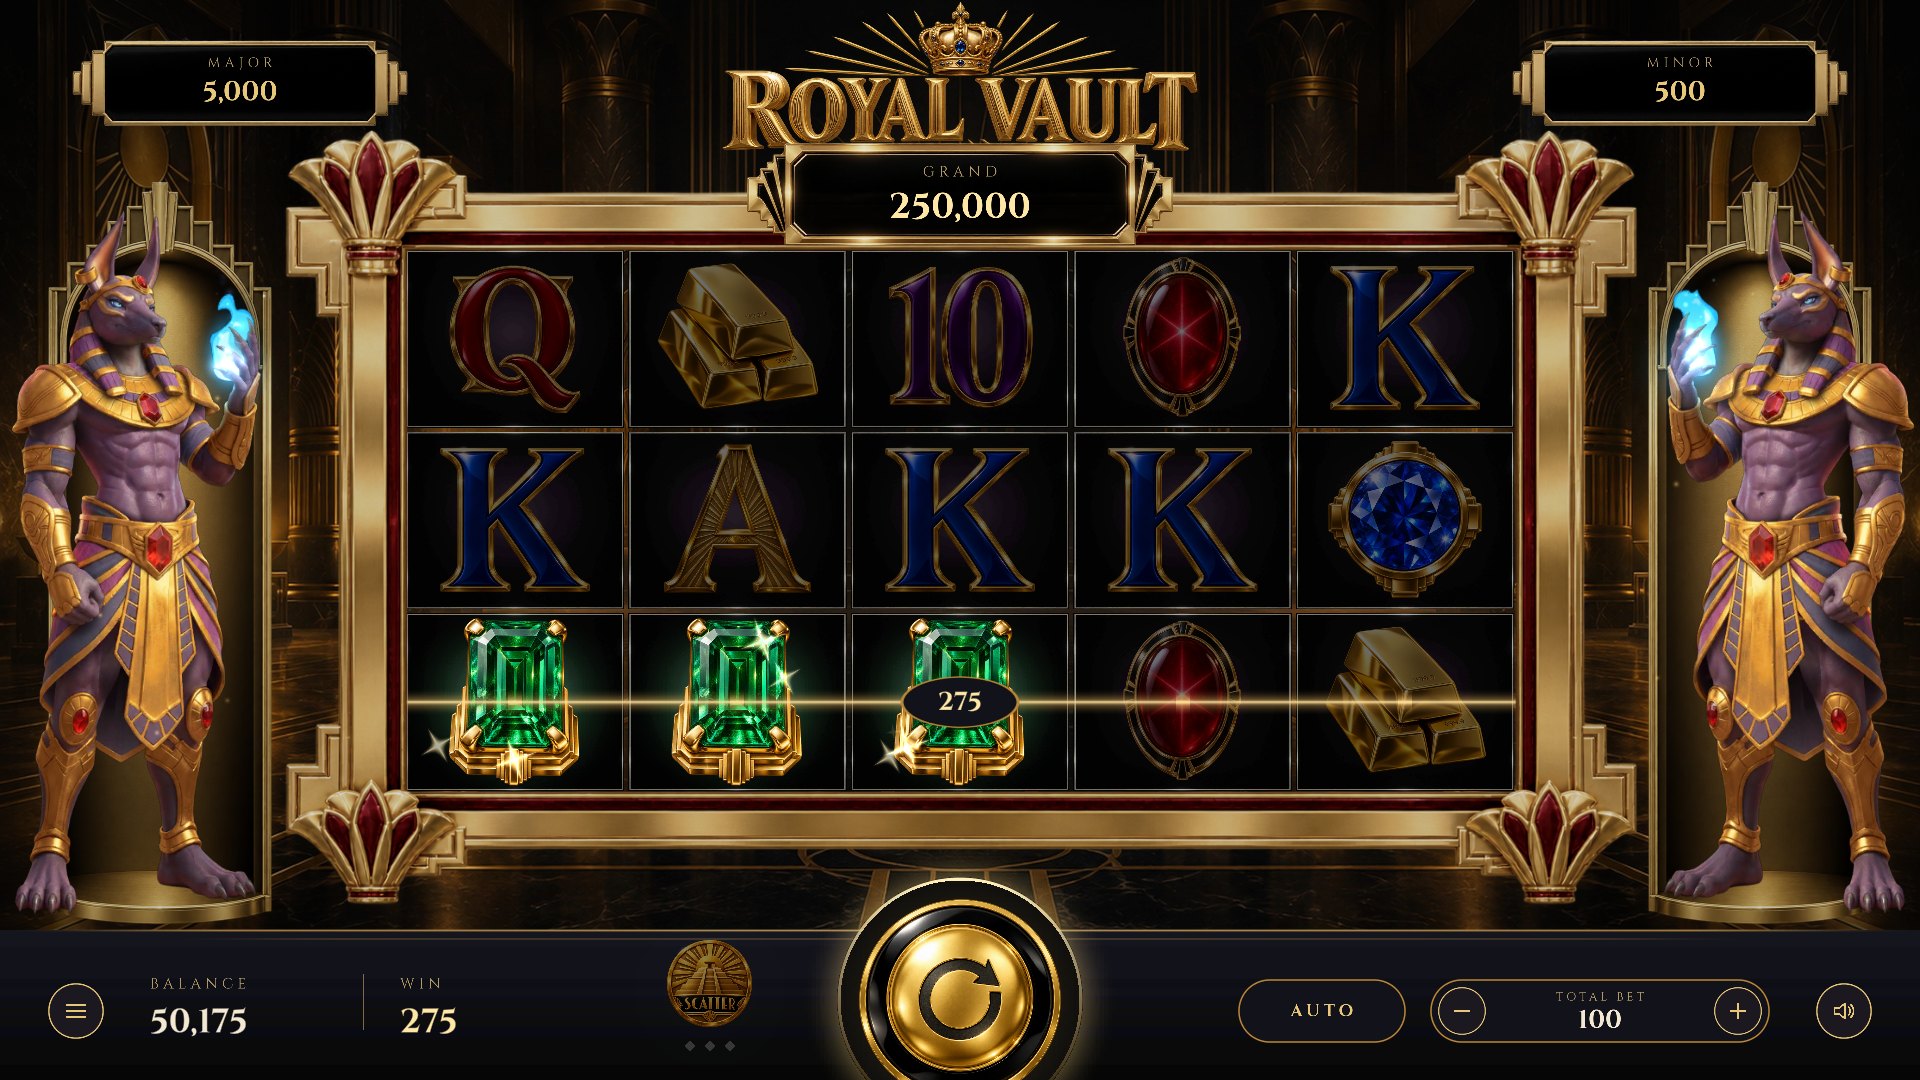 MAJOR
5,000
ROYAL VAULT
MINOR
500
GRAND
250,000
Q
10
K
K
A
K
K
275
BALANCE
50,175
WIN
275
SCATTER
AUTO
TOTAL BET
100